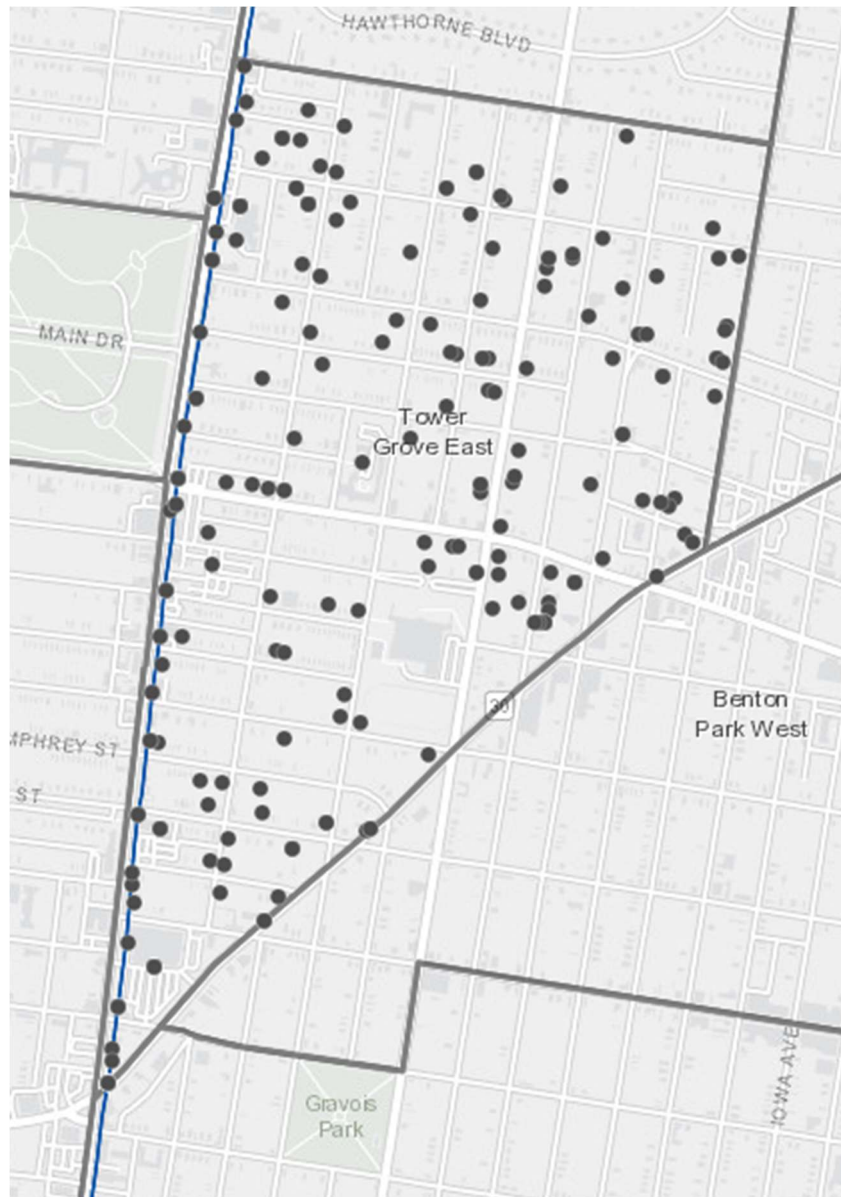 HAWTHORNE BLVD
MAIN DR
Tower
Grove East
30
Benton
Park West
MPHREY ST
ST
IOWA AVE
Gravois
Park